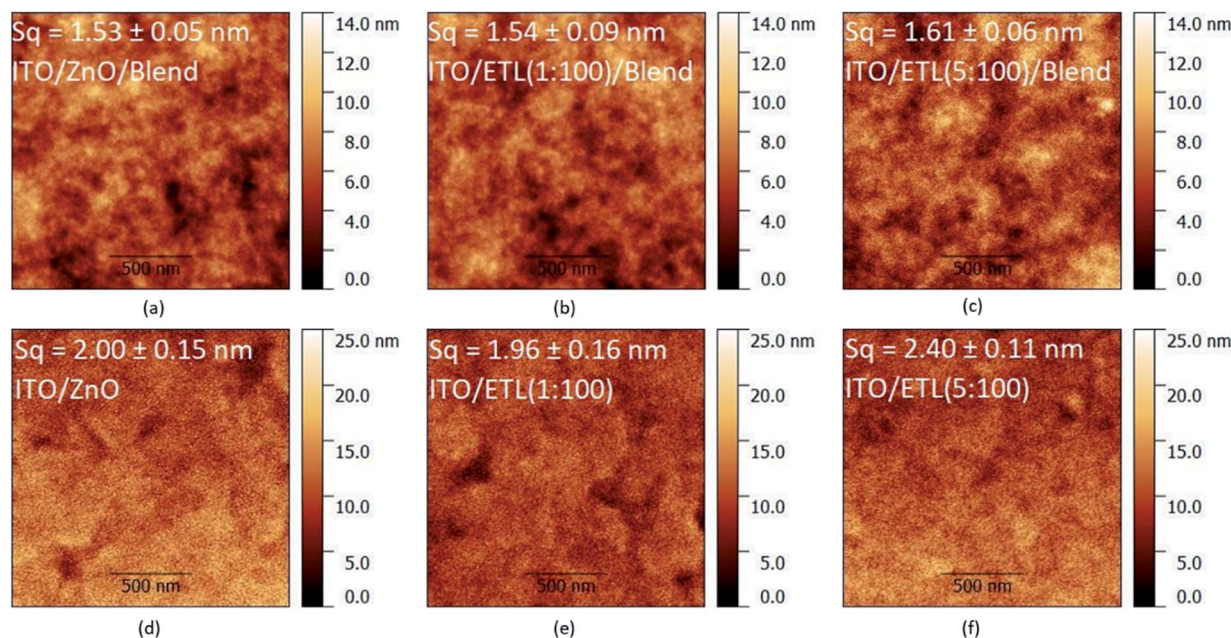 Sq = 1.53 ± 0.05 nm
ITO/ZnO/Blend
500 nm
14.0 nm
12.0
10.0
8.0
6.0
4.0
0.0
(a)
Sq = 1.54 ± 0.09 nm
ITO/ETL(1:100)/Blend
500 nm
14.0 nm
12.0
10.0
8.0
6.0
4.0
0.0
(b)
Sq = 1.61 ± 0.06 nm
ITO/ETL(5:100)/Blend
500 nm
14.0 nm
12.0
10.0
8.0
6.0
4.0
0.0
(c)
Sq = 2.00 ± 0.15 nm
ITO/ZnO
500 nm
25.0 nm
20.0
15.0
10.0
5.0
0.0
(d)
Sq = 1.96 ± 0.16 nm
ITO/ETL(1:100)
500 nm
25.0 nm
20.0
15.0
10.0
5.0
0.0
(e)
Sq = 2.40 ± 0.11 nm
ITO/ETL(5:100)
500 nm
25.0 nm
20.0
15.0
10.0
5.0
0.0
(f)